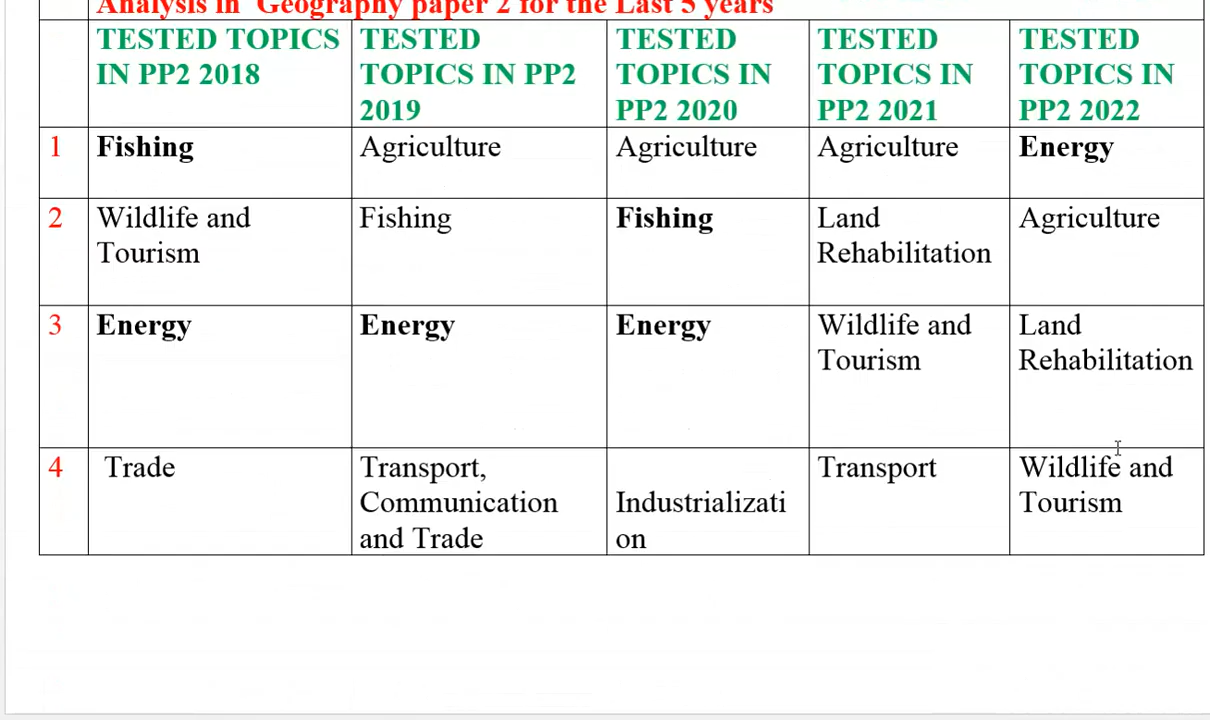 Analysis in Geography paper 2 for the Last 5 years
TESTED TOPICS
IN PP2 2018
TESTED
TOPICS IN PP2
2019
TESTED
TOPICS IN
PP2 2020
TESTED
TOPICS IN
PP2 2021
TESTED
TOPICS IN
PP2 2022
1
Fishing
Agriculture
Agriculture
Agriculture
Energy
2
Wildlife and
Tourism
Fishing
Fishing
Land
Rehabilitation
Agriculture
3
Energy
Energy
Energy
Wildlife and
Tourism
Land
Rehabilitation
4
Trade
Transport,
Communication
and Trade
Industrializati
on
Transport
Wildlife and
Tourism